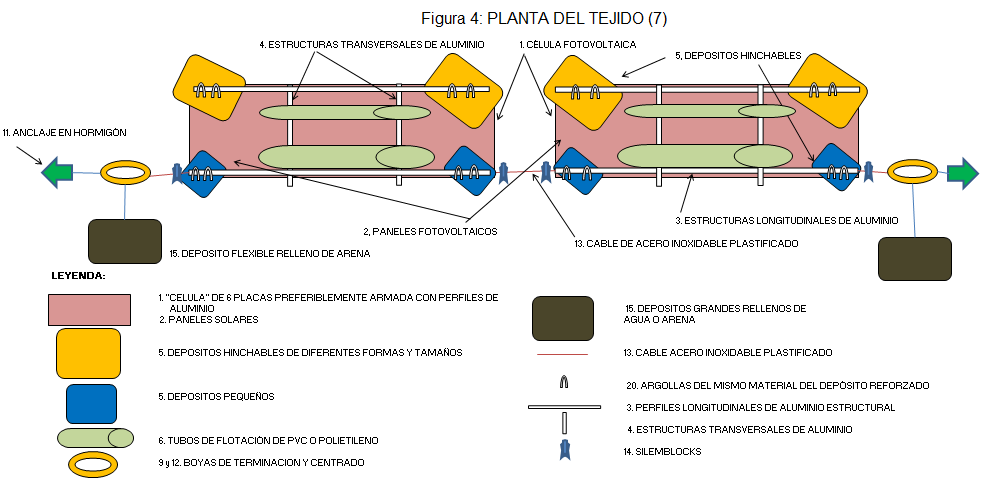 Figura 4: PLANTA DEL TEJIDO (7)
4. ESTRUCTURAS TRANSVERSALES DE ALUMINIO
1. CÉLULA FOTOVOLTAICA
5, DEPOSITOS HINCHABLES
11. ANCLAJE EN HORMIGÓN
2, PANELES FOTOVOLTAICOS
3. ESTRUCTURAS LONGITUDINALES DE ALUMINIO
13. CABLE DE ACERO INOXIDABLE PLASTIFICADO
15. DEPOSITO FLEXIBLE RELLENO DE ARENA
LEYENDA:
1. "CELULA" DE 6 PLACAS PREFERIBLEMENTE ARMADA CON PERFILES DE
ALUMINIO
2. PANELES SOLARES
5. DEPOSITOS HINCHABLES DE DIFERENTES FORMAS Y TAMAÑOS
5. DEPOSITOS PEQUEÑOS
6. TUBOS DE FLOTACIÓN DE PVC O POLIETILENO
9 y 12. BOYAS DE TERMINACION Y CENTRADO
15. DEPOSITOS GRANDES RELLENOS DE
AGUA O ARENA
13. CABLE ACERO INOXIDABLE PLASTIFICADO
20. ARGOLLAS DEL MISMO MATERIAL DEL DEPÓSITO REFORZADO
3. PERFILES LONGITUDINALES DE ALUMINIO ESTRUCTURAL
4. ESTRUCTURAS TRANSVERSALES DE ALUMINIO
14. SILEMBLOCKS